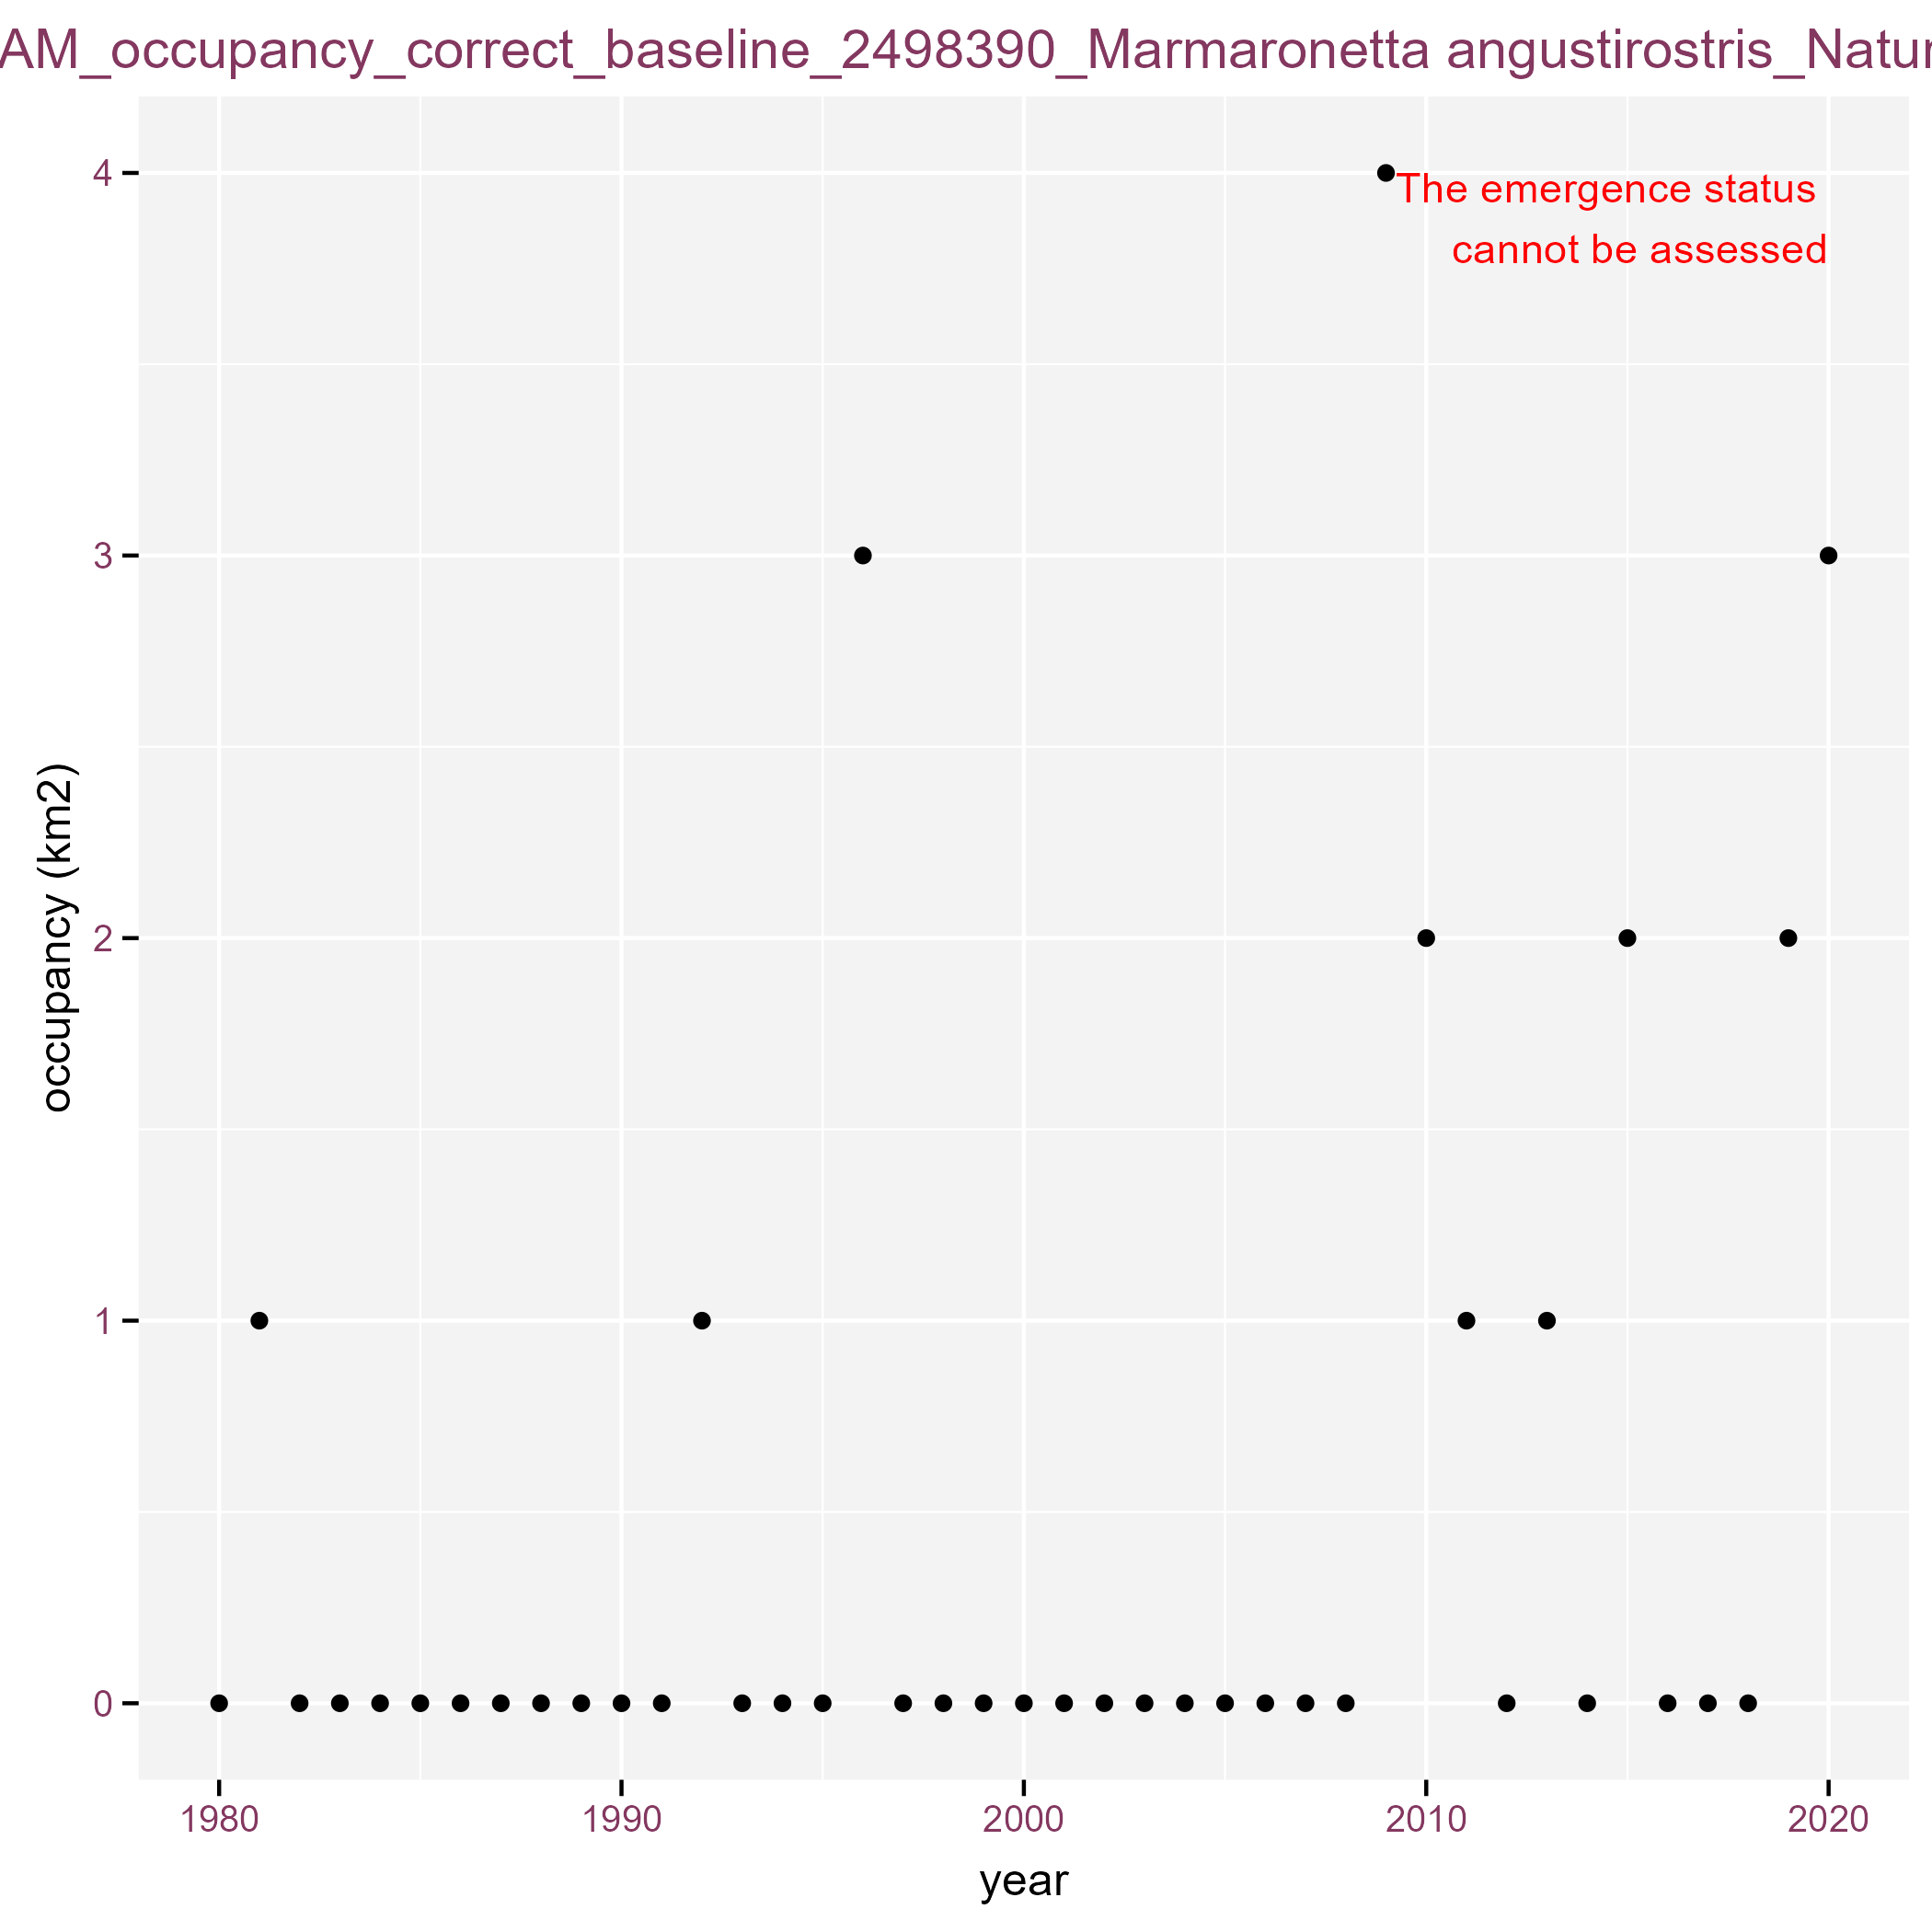 AM_occupancy_correct_baseline_2498390_Marmaronetta angustirostris_Natur
4
The emergence status
cannot be assessed
3
2
1
0
occupancy (km2)
1980 1990 2000 2010 2020
year